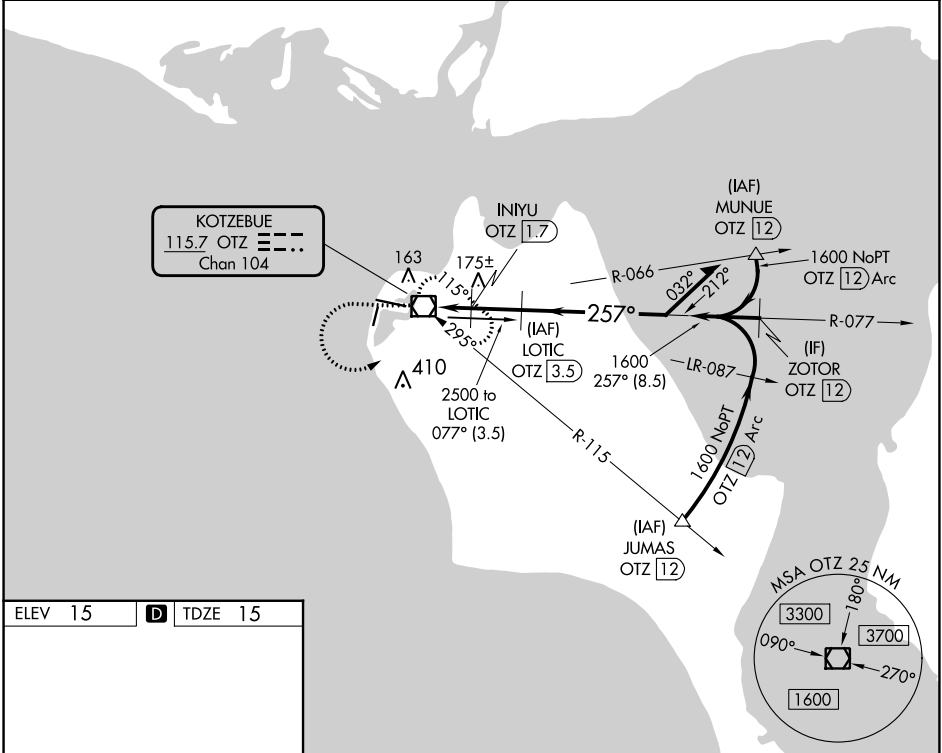 (IAF)
MUNUE
OTZ 12
1600 NoPT
OTZ 12 Arc
INIYU
OTZ 1.7
KOTZEBUE
115.7 OTZ
Chan 104
163
175±
115°
R-066
032°
212°
257°
R-077
295°
(IAF)
LOTIC
OTZ 3.5
1600
257° (8.5)
(IF)
ZOTOR
OTZ 12
LR-087
410
2500 to
LOTIC
077° (3.5)
R-115
1600 NoPT
OTZ 12 Arc
(IAF)
JUMAS
OTZ 12
MSA OTZ 25 NM
180°
3300
3700
090°
270°
1600
ELEV 15 D TDZE 15